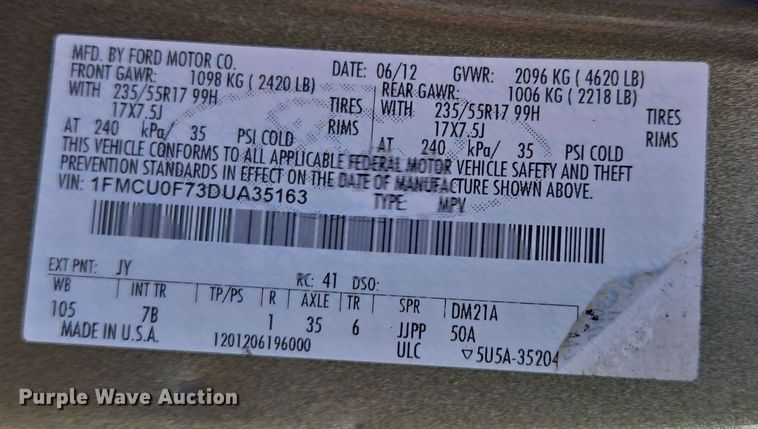 MFD. BY FORD MOTOR CO.
DATE: 06/12 GVWR: 2096 KG ( 4620 LB)
FRONT GAWR: 1098 KG ( 2420 LB) REAR GAWR: 1006 KG ( 2218 LB)
WITH 235/55R17 99H TIRES WITH 235/55R17 99H TIRES
17X7.5J RIMS 17X7.5J RIMS
AT 240 kPa/ 35 PSI COLD AT 240 kPa/ 35 PSI COLD
THIS VEHICLE CONFORMS TO ALL APPLICABLE FEDERAL MOTOR VEHICLE SAFETY AND THEFT
PREVENTION STANDARDS IN EFFECT ON THE DATE OF MANUFACTURE SHOWN ABOVE.
VIN: 1FMCU0F73DUA35163 TYPE: MPV
EXT PNT: JY RC: 41 DSO:
WB INT TR TP/PS R AXLE TR SPR DM21A
105 7B 1 35 6 JJPP 50A
MADE IN U.S.A. 1201206196000 ULC ▽5U5A-35204
Purple Wave Auction